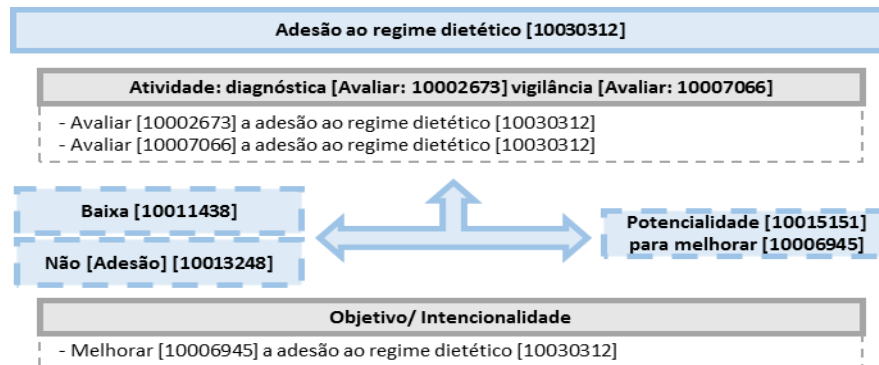 Adesão ao regime dietético [10030312]
Atividade: diagnóstica [Avaliar: 10002673] vigilância [Avaliar: 10007066]
- Avaliar [10002673] a adesão ao regime dietético [10030312]
- Avaliar [10007066] a adesão ao regime dietético [10030312]
Baixa [10011438]
Não [Adesão] [10013248]
Potencialidade [10015151]
para melhorar [10006945]
Objetivo/ Intencionalidade
- Melhorar [10006945] a adesão ao regime dietético [10030312]